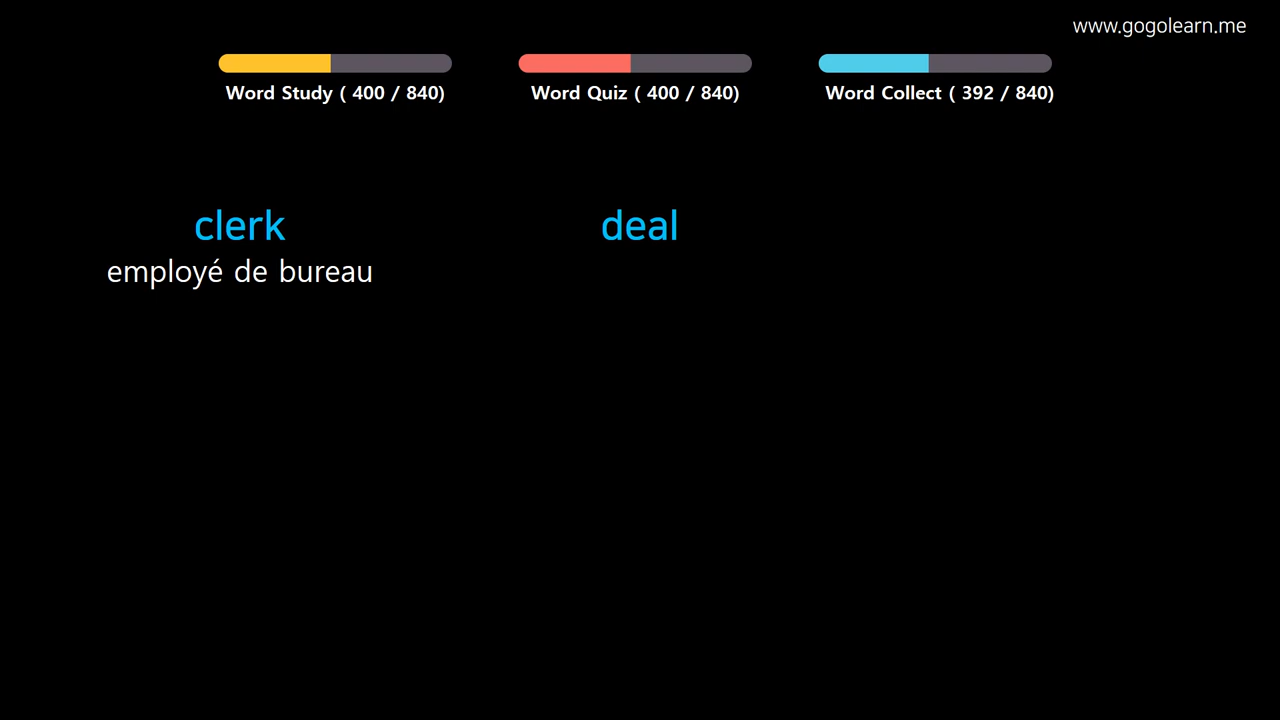 www.gogolearn.me
Word Study ( 400 / 840)
Word Quiz ( 400 / 840)
Word Collect ( 392 / 840)
clerk
employé de bureau
deal